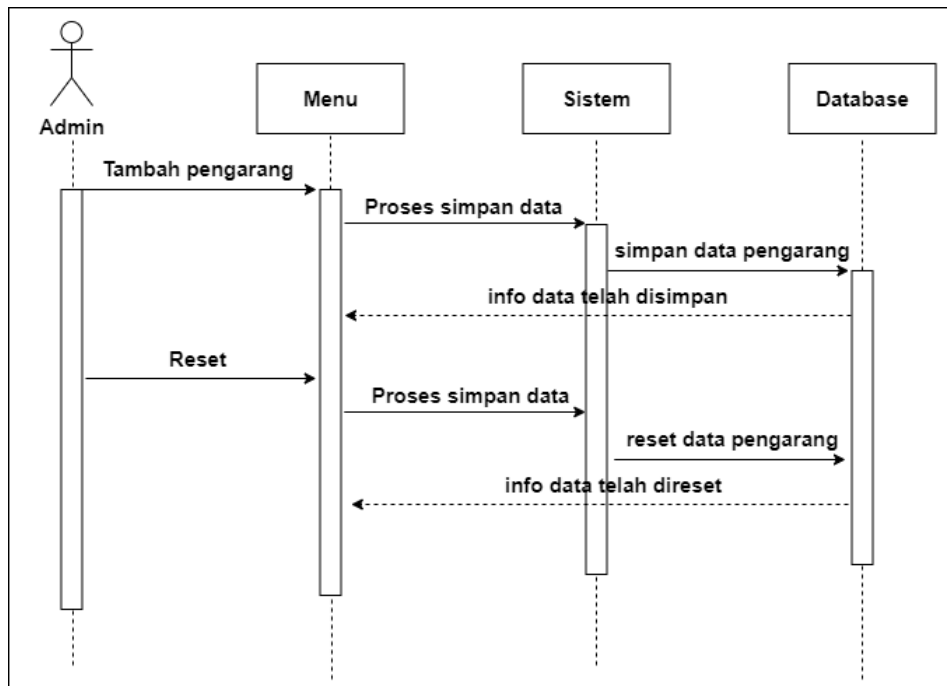 Admin
Menu
Sistem
Database
Tambah pengarang
Proses simpan data
simpan data pengarang
info data telah disimpan
Reset
Proses simpan data
reset data pengarang
info data telah direset